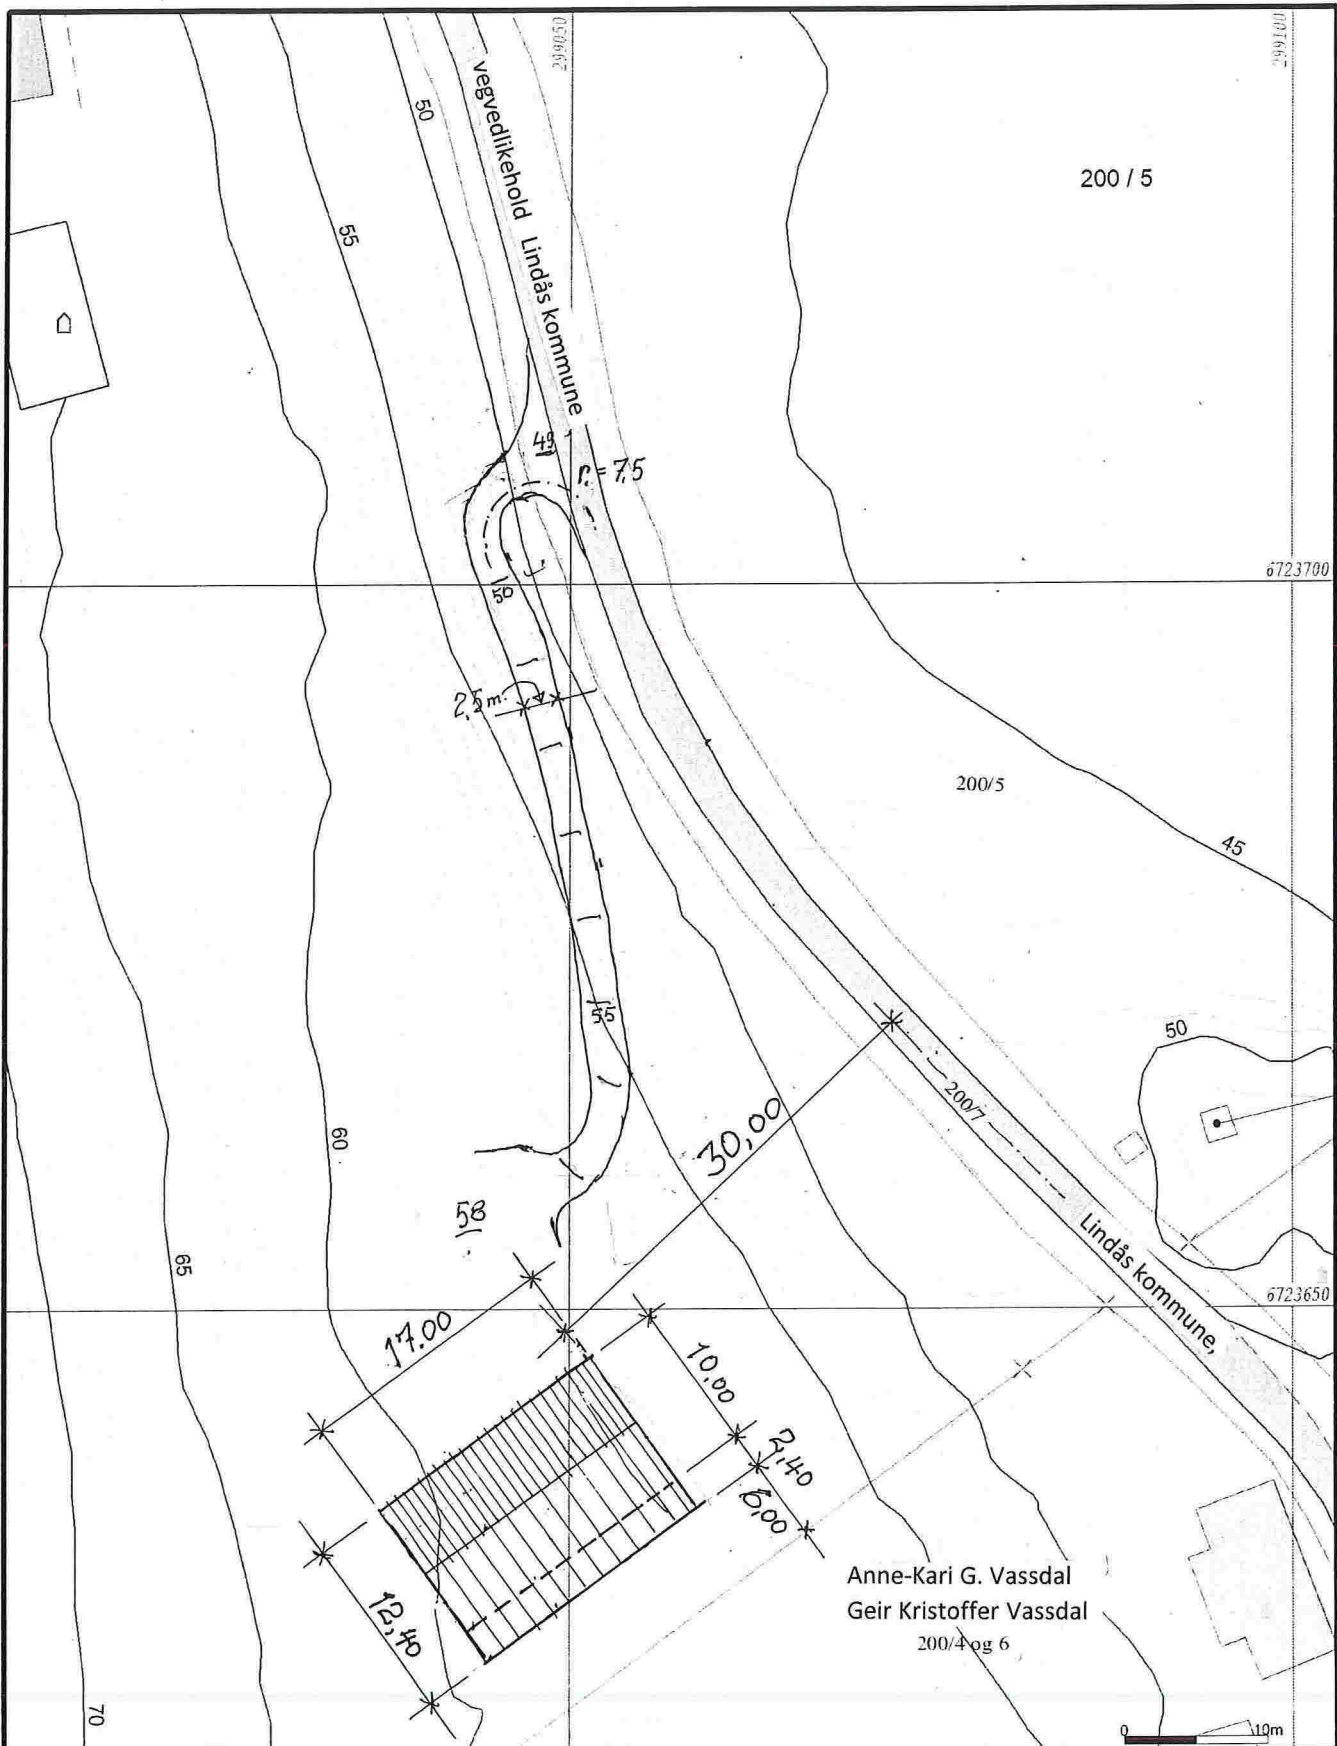 299050
299100
50
vegvedlikehold Lindås kommune
200 / 5
55
49
r. = 7,5
50
6723700
2,5m.
200/5
45
55
50
200/7
30,00
60
58
Lindås kommune,
65
6723650
17.00
10,00
2,40
6,00
12,40
Anne-Kari G. Vassdal
Geir Kristoffer Vassdal
200/4 og 6
70
0
10m